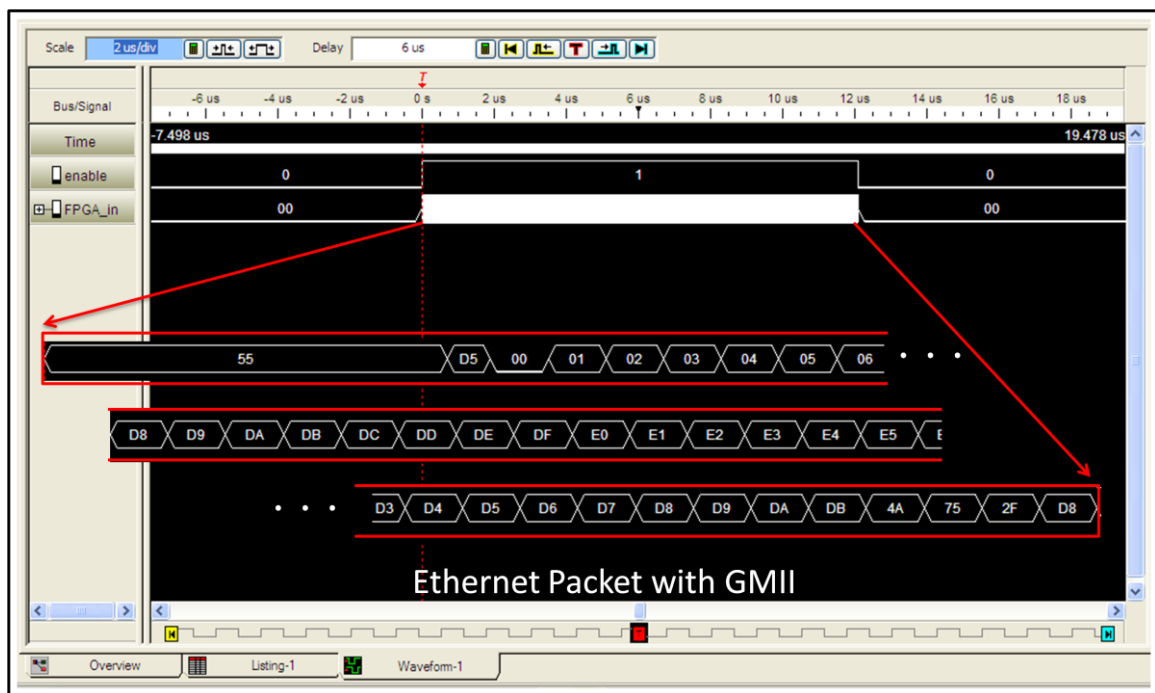 Scale 2 us/div Delay 6 us T
T
Bus/Signal -6 us -4 us -2 us 0 s 2 us 4 us 6 us 8 us 10 us 12 us 14 us 16 us 18 us
Time -7.498 us 19.478 us
enable 0 1 0
FPGA_in 00 00
55 D5 00 01 02 03 04 05 06 • • •
D8 D9 DA DB DC DD DE DF E0 E1 E2 E3 E4 E5
• • • D3 D4 D5 D6 D7 D8 D9 DA DB 4A 75 2F D8
Ethernet Packet with GMII
T
Overview Listing-1 Waveform-1